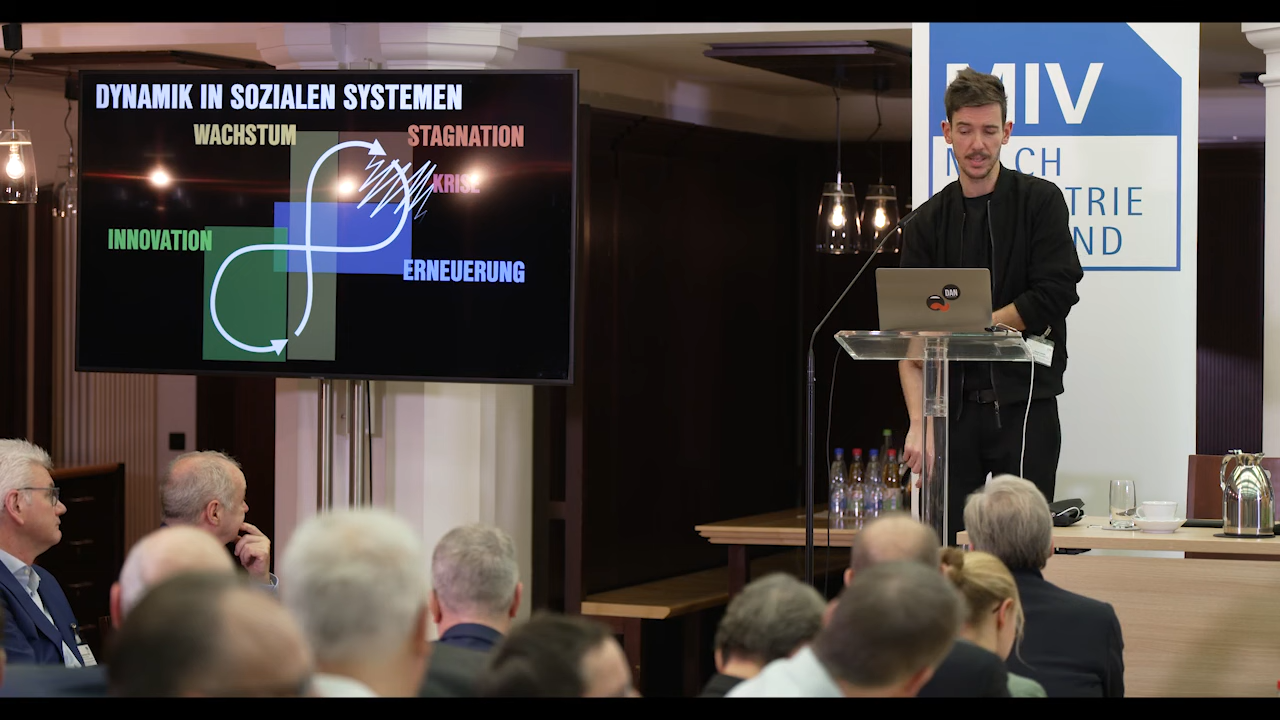 DYNAMIK IN SOZIALEN SYSTEMEN
WACHSTUM
STAGNATION
KRISE
INNOVATION
ERNEUERUNG
MIV
DAN
CH
TRIE
ND